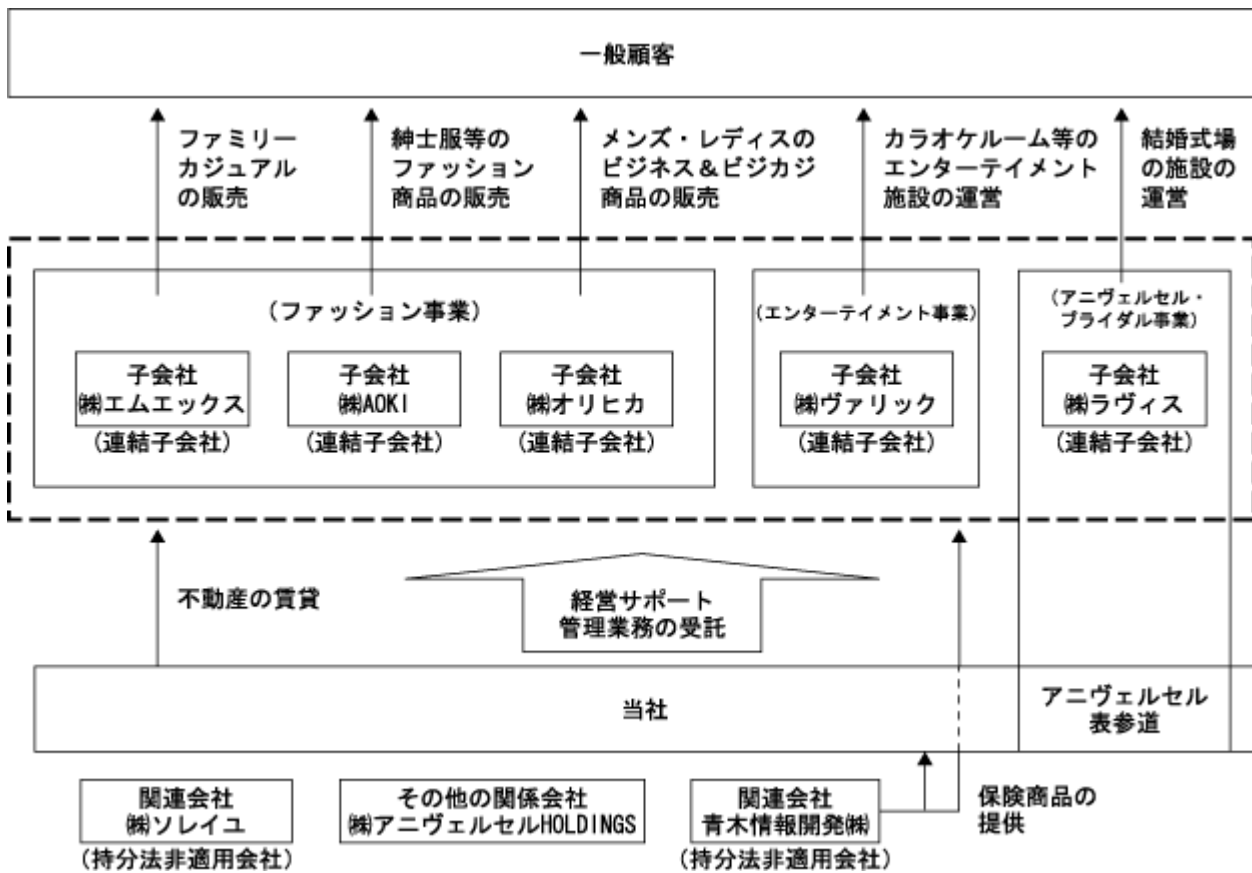 一般顧客
ファミリー
カジュアル
の販売
紳士服等の
ファッション
商品の販売
メンズ・レディスの
ビジネス＆ビジカジ
商品の販売
カラオケルーム等の
エンターテイメント
施設の運営
結婚式場
の施設の
運営
(ファッション事業)
子会社
㈱エムエックス
(連結子会社)
子会社
㈱AOKI
(連結子会社)
子会社
㈱オリヒカ
(連結子会社)
(エンターテイメント事業)
子会社
㈱ヴァリック
(連結子会社)
(アニヴェルセル・
ブライダル事業)
子会社
㈱ラヴィス
(連結子会社)
不動産の賃貸
経営サポート
管理業務の受託
当社
アニヴェルセル
表参道
関連会社
㈱ソレイユ
(持分法非適用会社)
その他の関係会社
㈱アニヴェルセルHOLDINGS
関連会社
青木情報開発㈱
(持分法非適用会社)
保険商品の
提供